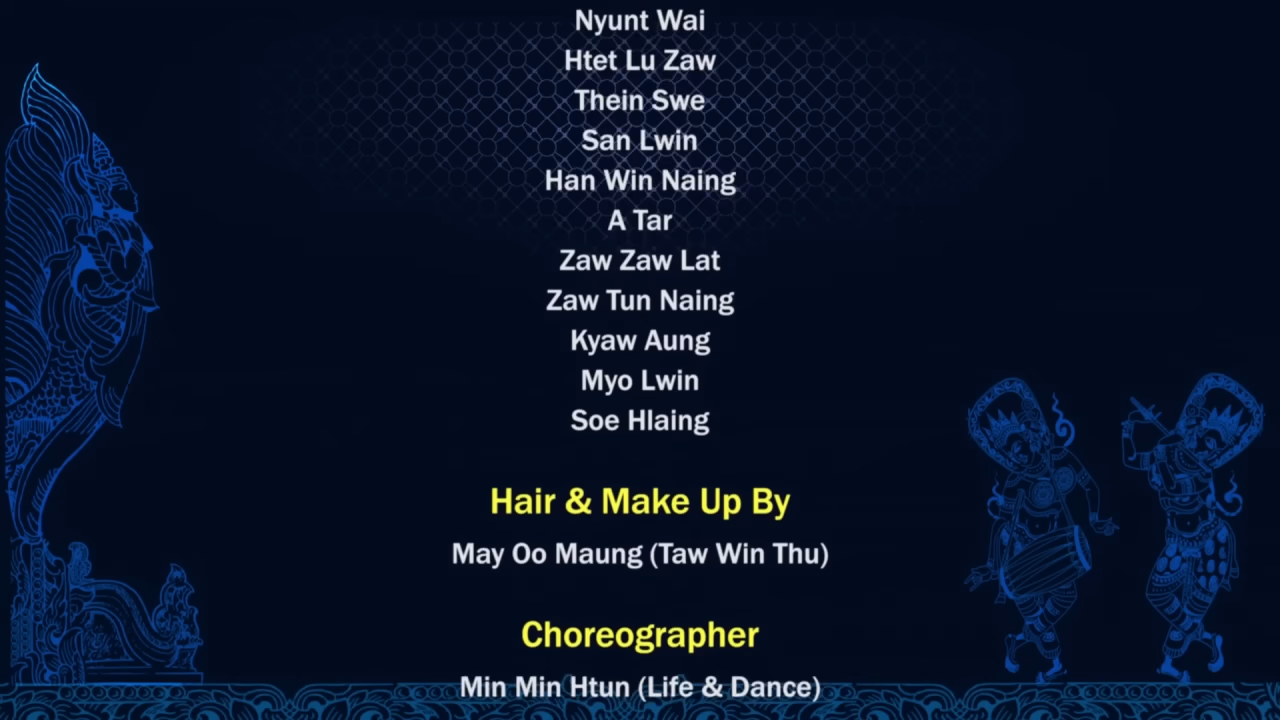 Nyunt Wai
Htet Lu Zaw
Thein Swe
San Lwin
Han Win Naing
A Tar
Zaw Zaw Lat
Zaw Tun Naing
Kyaw Aung
Myo Lwin
Soe Hlaing
Hair & Make Up By
May Oo Maung (Taw Win Thu)
Choreographer
Min Min Htun (Life & Dance)